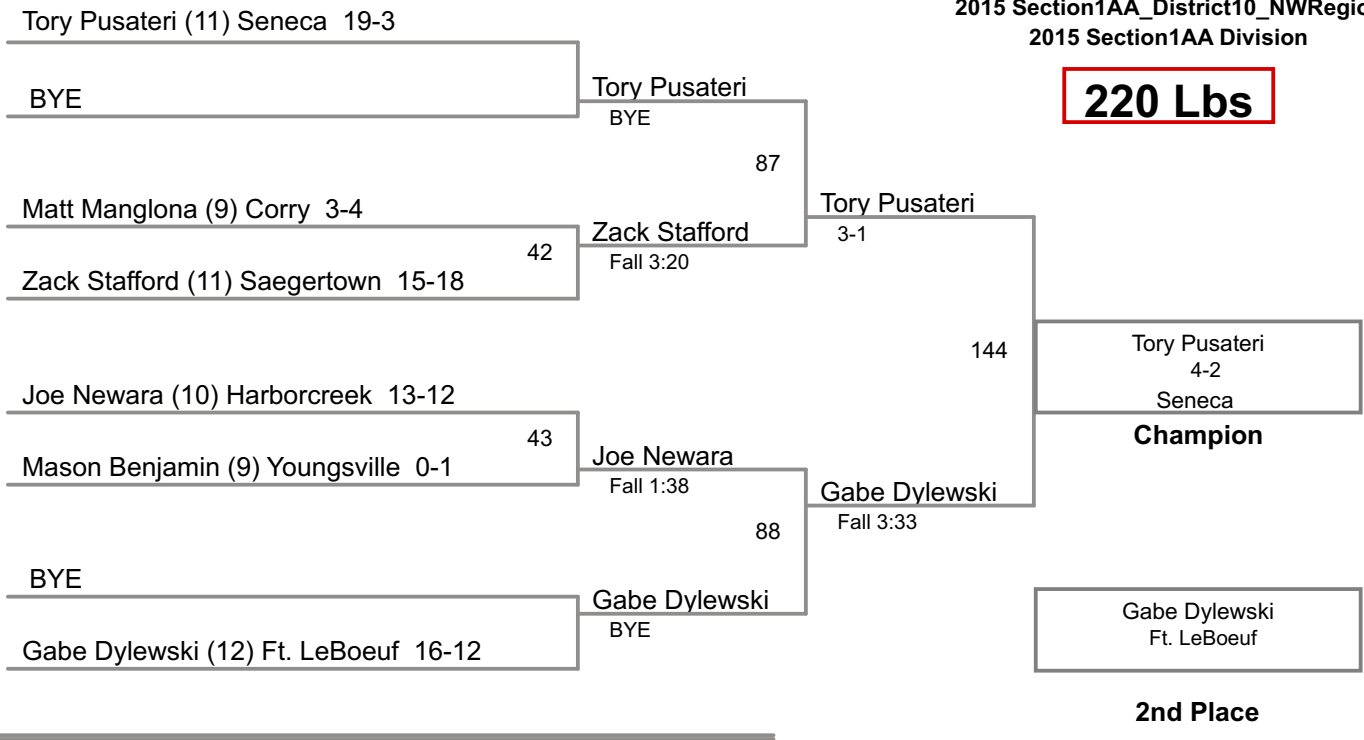 2015 Section1AA_District10_NWRegio
2015 Section1AA Division
220 Lbs
Tory Pusateri (11) Seneca 19-3
BYE
Tory Pusateri
BYE
87
Matt Manglona (9) Corry 3-4
42
Zack Stafford (11) Saegertown 15-18
Zack Stafford
Fall 3:20
Tory Pusateri
3-1
144
Joe Newara (10) Harborcreek 13-12
43
Mason Benjamin (9) Youngsville 0-1
Joe Newara
Fall 1:38
88
Gabe Dylewski
Fall 3:33
BYE
Gabe Dylewski (12) Ft. LeBoeuf 16-12
Gabe Dylewski
BYE
Tory Pusateri
4-2
Seneca
Champion
Gabe Dylewski
Ft. LeBoeuf
2nd Place